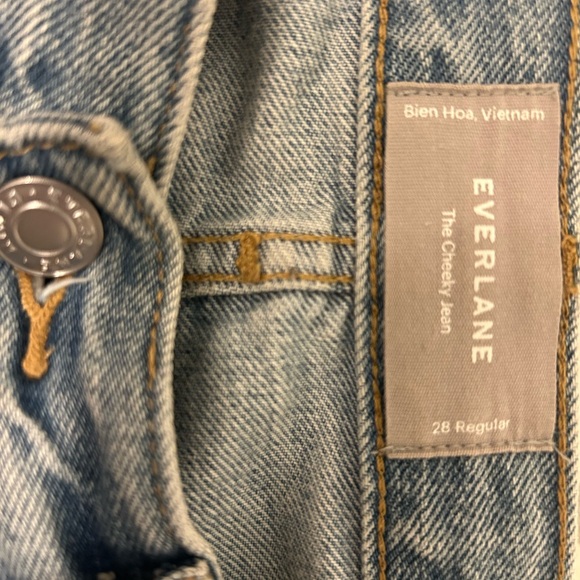 Bien Hoa, Vietnam
EVERLANE
The Cheeky Jean
28 Regular